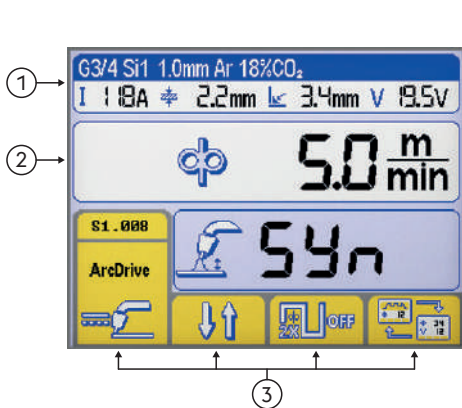 G3/4 Si1 1.0mm Ar 18%CO₂
I 118A 2.2mm 3.4mm V 19.5V
1
2
5.0 m/min
S1.008
ArcDrive
Syn
OFF
3